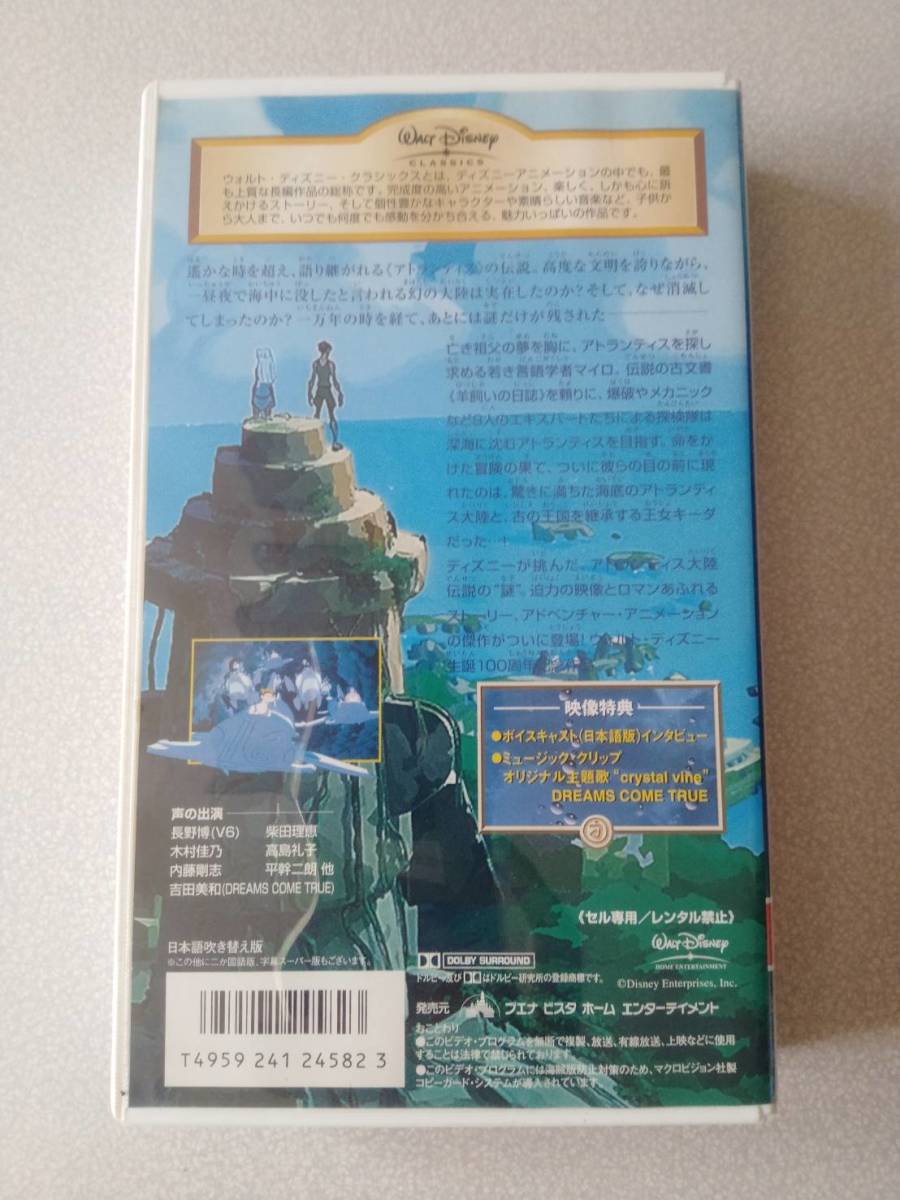 WALT DISNEY
CLASSICS
ウォルト・ディズニー・クラシックスとは、ディズニーアニメーションの中でも、最
も上質な長編作品の総称です。完成度の高いアニメーション、楽しく、しかも心に訴
えかけるストーリー、そして個性豊かなキャラクターや素晴らしい音楽など、子供か
ら大人まで、いつでも何度でも感動を分かち合える、魅力いっぱいの作品です。
遥かな時を超え、語り継がれる《アトランティス》の伝説。高度な文明を誇りながら、
一昼夜で海中に没したと言われる幻の大陸は実在したのか?そして、なぜ消滅し
てしまったのか?一万年の時を経て、あとには謎だけが残された
亡き祖父の夢を胸に、アトランティスを探し
求める若き言語学者マイロ。伝説の古文書
《羊飼いの日誌》を頼りに、爆破やメカニック
など8人のエキスパートたちによる探検隊は
深海に沈むアトランティスを目指す。命をか
けた冒険の果て、ついに彼らの目の前に現
れたのは、驚きに満ちた海底のアトランティ
ス大陸と、古の王国を継承する王女キーダ
だった…!
ディズニーが挑んだ、アトランティス大陸
伝説の“謎”。迫力の映像とロマンあふれる
ストーリー、アドベンチャー・アニメーション
の傑作がついに登場!ウォルト・ディズニー
生誕100周年
映像特典
●ボイスキャスト(日本語版)インタビュー
●ミュージック・クリップ
オリジナル主題歌“crystal vine”
DREAMS COME TRUE
声の出演
長野博(V6) 柴田理恵
木村佳乃 高島礼子
内藤剛志 平幹二朗 他
吉田美和(DREAMS COME TRUE)
日本語吹き替え版
※この他に二カ国語版、字幕スーパー版もございます。
T4959 241 24582 3
《セル専用/レンタル禁止》
WALT DISNEY
HOME ENTERTAINMENT
©Disney Enterprises, Inc.
DOLBY SURROUND
ドルビー及びはドルビー研究所の登録商標です。
発売元 ブエナ ビスタ ホーム エンターテイメント
おことわり
●このビデオ・プログラムを無断で複製、放送、有線放送、上映などに使用
することは法律で禁じられております。
●このビデオ・プログラムには海賊版防止対策のため、マクロビジョン社製
コピーガード・システムが導入されています。